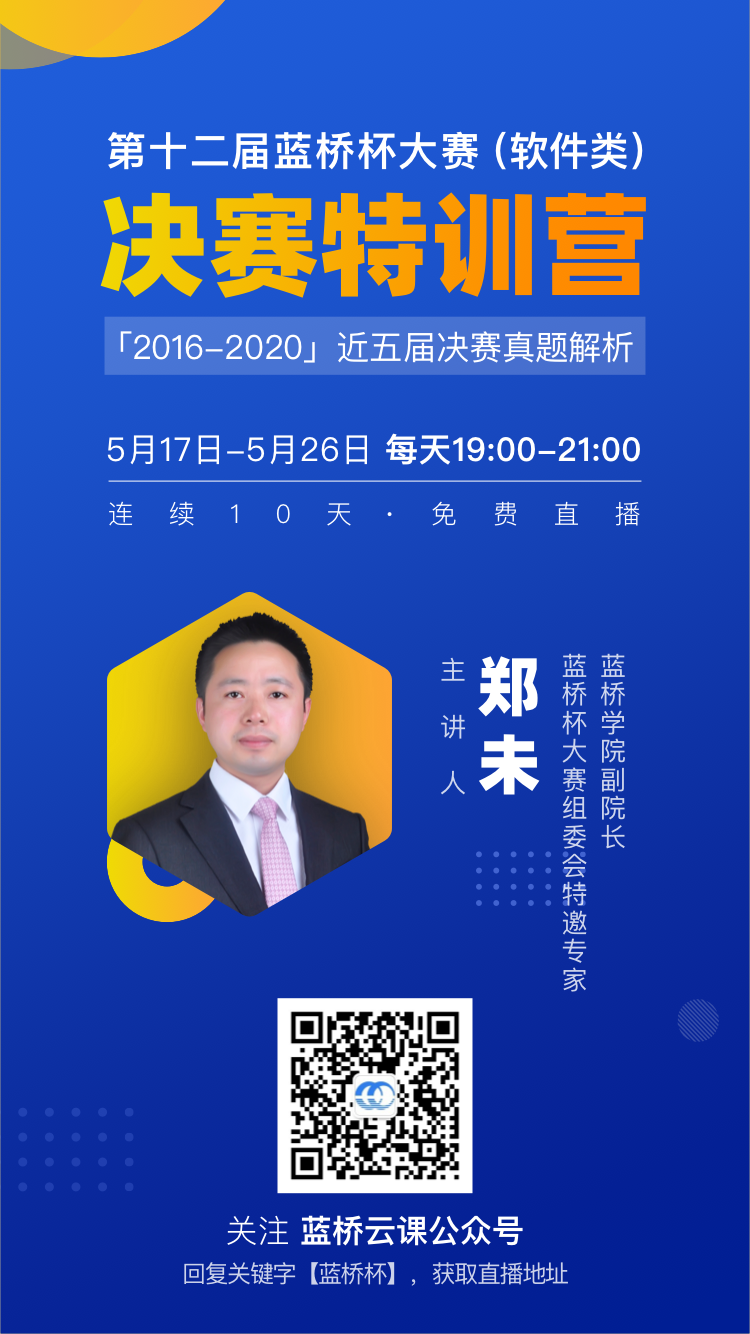 第十二届蓝桥杯大赛（软件类）
决赛特训营
「2016-2020」近五届决赛真题解析
5月17日-5月26日 每天19:00-21:00
连续10天·免费直播
主讲人
郑未
蓝桥杯大赛组委会特邀专家
蓝桥学院副院长
关注 蓝桥云课公众号
回复关键字【蓝桥杯】，获取直播地址